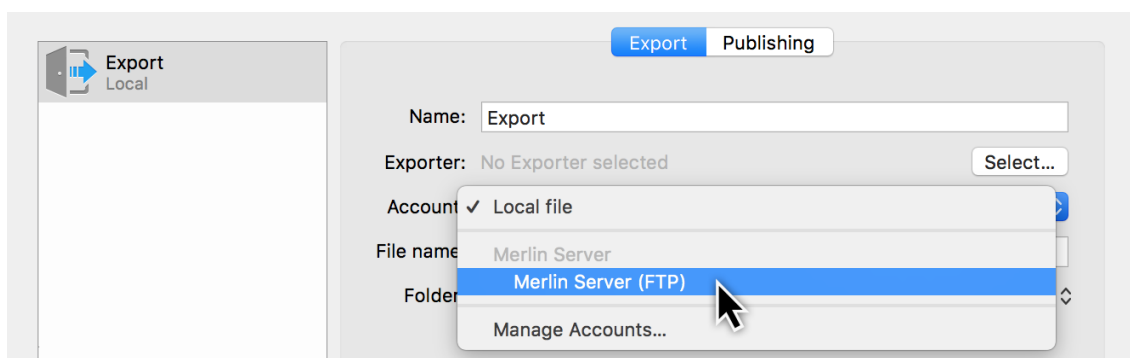 Export
Local
Export Publishing
Name: Export
Exporter: No Exporter selected Select...
Account ✓ Local file
File name
Merlin Server
Merlin Server (FTP)
Folder
Manage Accounts...